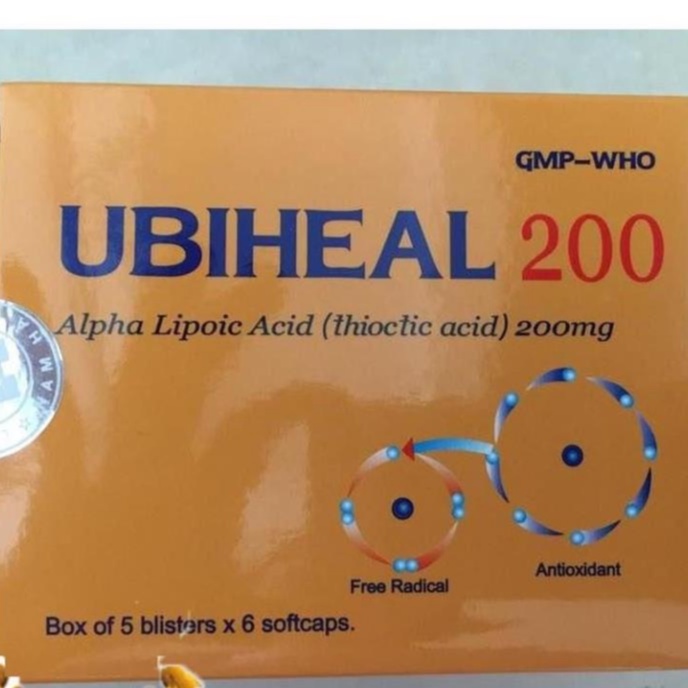 GMP-WHO
UBIHEAL 200
Alpha Lipoic Acid (thioctic acid) 200mg
Free Radical
Antioxidant
Box of 5 blisters x 6 softcaps.